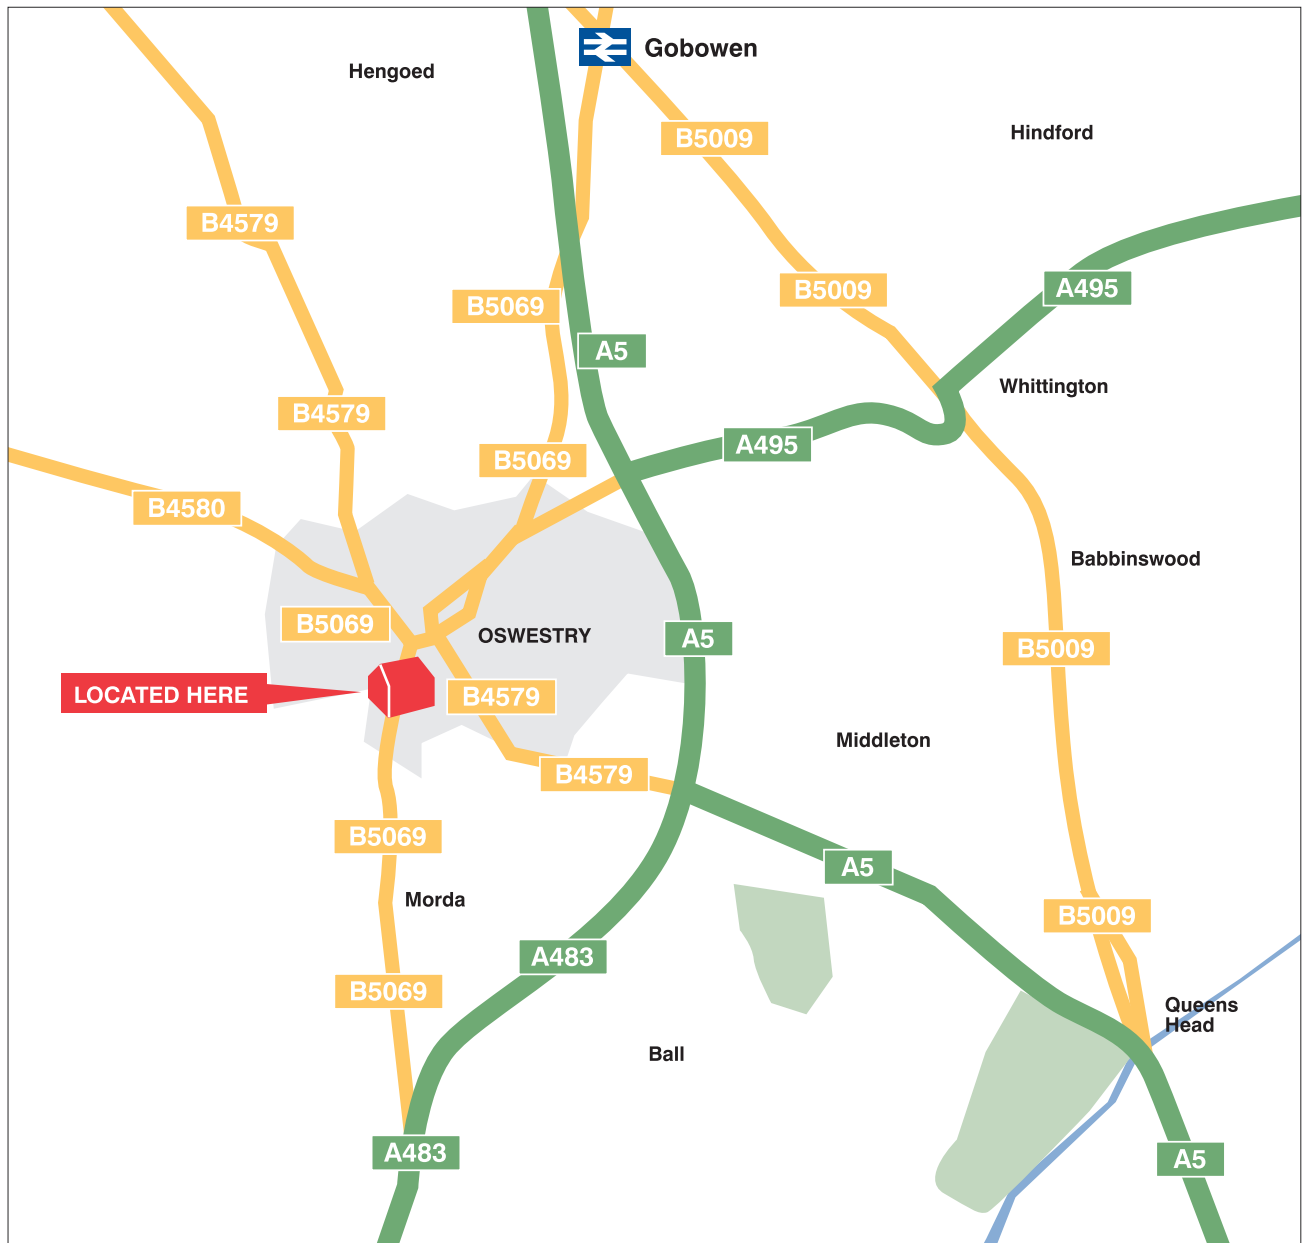 Gobowen
Hengoed
Hindford
B5009
B4579
A495
B5009
B5069
A5
Whittington
B4579
A495
B5069
B4580
Babbinswood
B5069
OSWESTRY
A5
B5009
LOCATED HERE
B4579
Middleton
B4579
B5069
A5
Morda
B5009
A483
B5069
Queens
Head
Ball
A483
A5